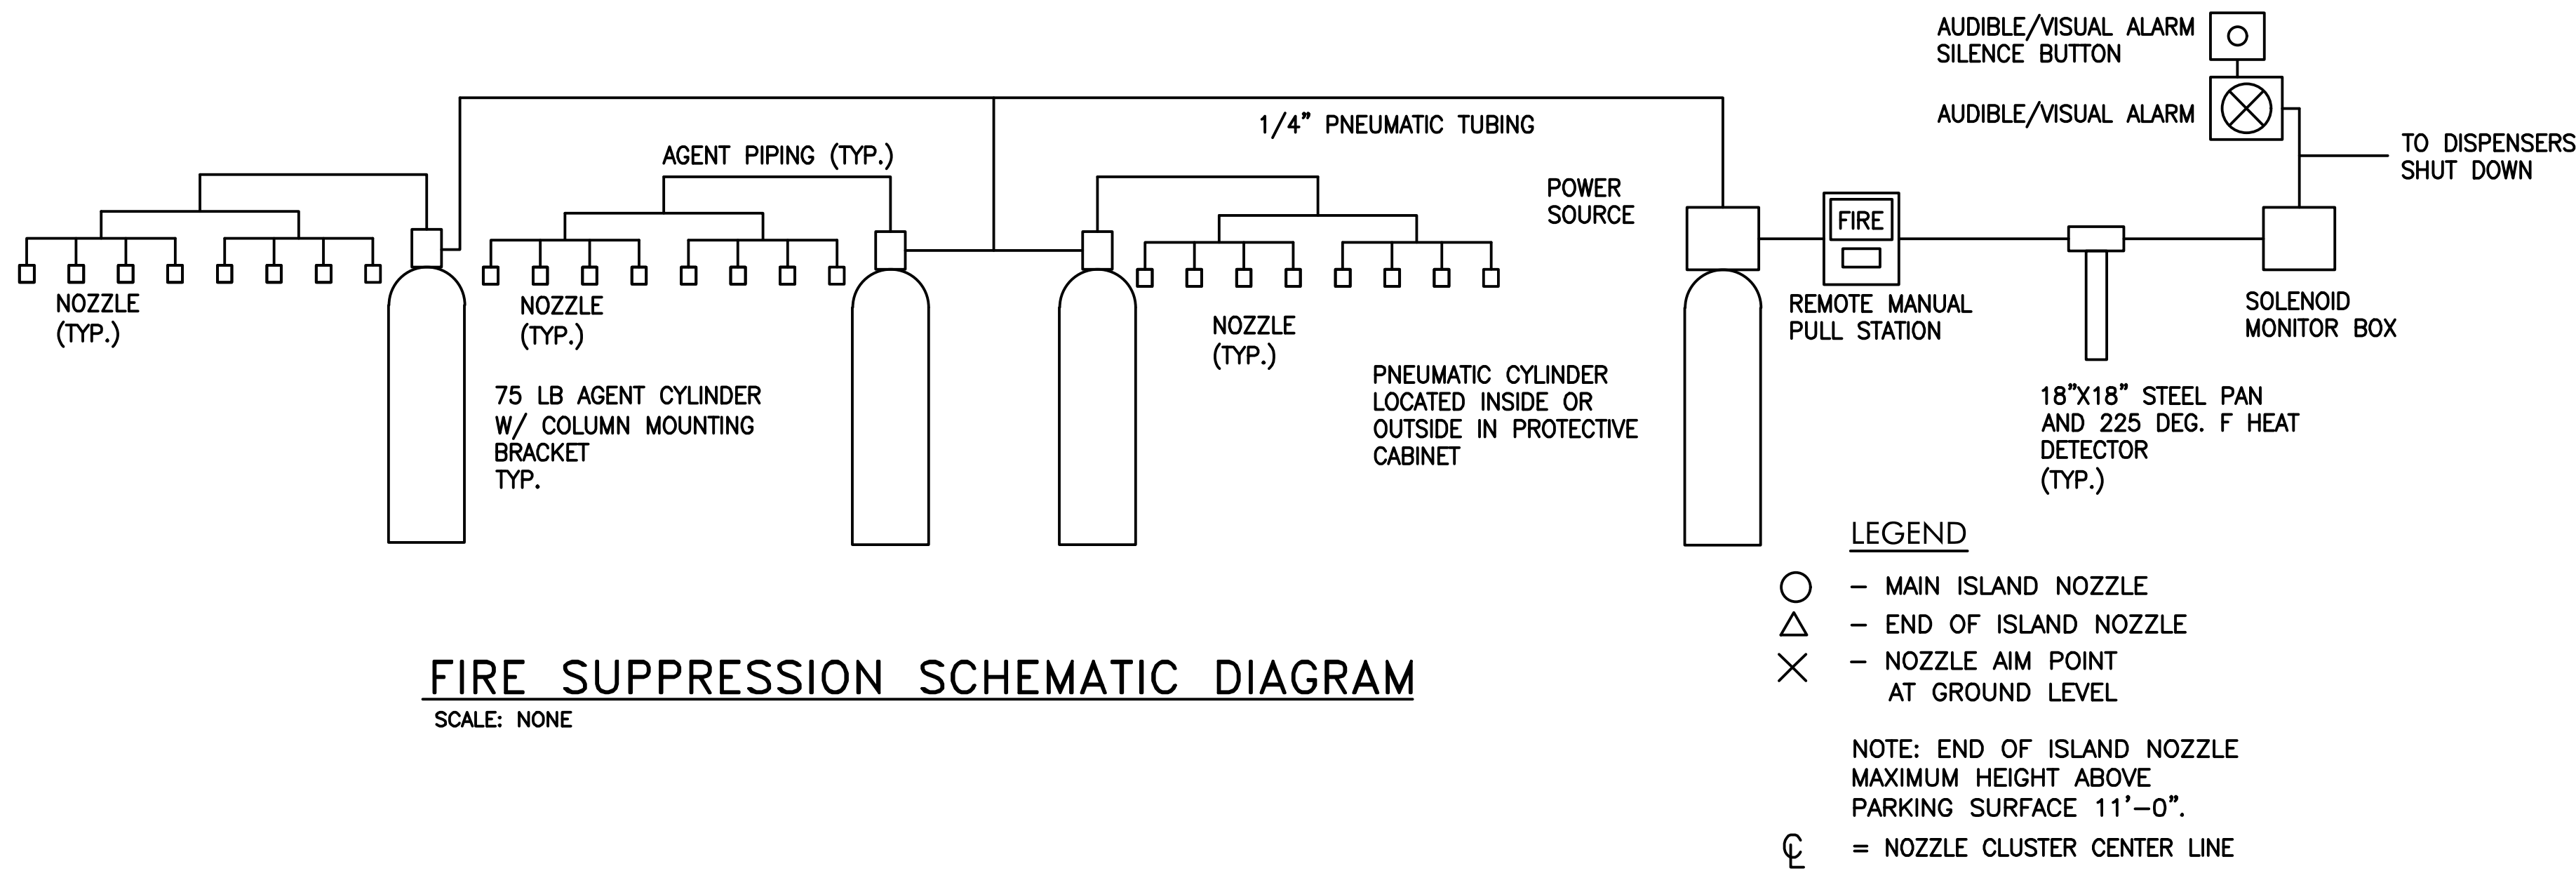 AUDIBLE/VISUAL ALARM
SILENCE BUTTON
AUDIBLE/VISUAL ALARM
TO DISPENSERS
SHUT DOWN
1/4" PNEUMATIC TUBING
AGENT PIPING (TYP.)
POWER
SOURCE
FIRE
NOZZLE
(TYP.)
NOZZLE
(TYP.)
NOZZLE
(TYP.)
REMOTE MANUAL
PULL STATION
SOLENOID
MONITOR BOX
75 LB AGENT CYLINDER
W/ COLUMN MOUNTING
BRACKET
TYP.
PNEUMATIC CYLINDER
LOCATED INSIDE OR
OUTSIDE IN PROTECTIVE
CABINET
18"X18" STEEL PAN
AND 225 DEG. F HEAT
DETECTOR
(TYP.)
LEGEND
- MAIN ISLAND NOZZLE
- END OF ISLAND NOZZLE
- NOZZLE AIM POINT
AT GROUND LEVEL
NOTE: END OF ISLAND NOZZLE
MAXIMUM HEIGHT ABOVE
PARKING SURFACE 11'-0".
℄ = NOZZLE CLUSTER CENTER LINE
FIRE SUPPRESSION SCHEMATIC DIAGRAM
SCALE: NONE